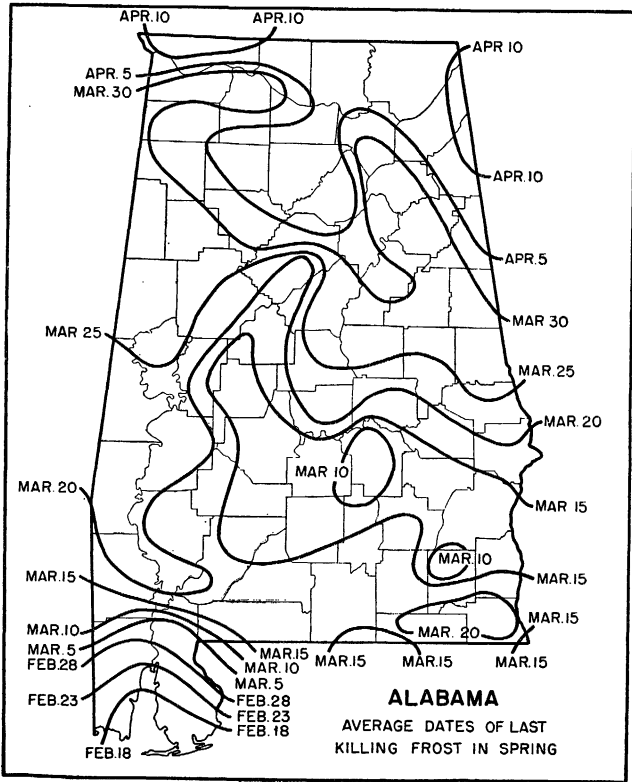 APR. 10
APR. 10
APR. 10
APR. 5
MAR. 30
APR. 10
APR. 5
MAR 30
MAR 25
MAR. 25
MAR. 20
MAR 10
MAR. 20
MAR 15
MAR. 10
MAR. 15
MAR.15
MAR. 15
MAR. 20
MAR. 10
MAR. 5
FEB. 28
MAR.15
MAR. 10
MAR. 5
MAR.15
MAR.15
MAR. 15
FEB. 23
FEB. 28
FEB. 23
FEB. 18
FEB. 18
ALABAMA
AVERAGE DATES OF LAST
KILLING FROST IN SPRING